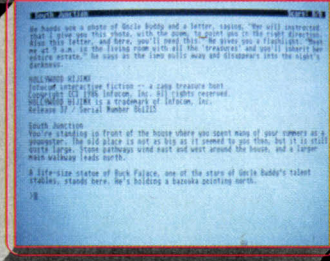 South Junction
He hands you a photo of Uncle Buddy and a letter, saying, "Her will instructed
that I give you this photo, with the poem, to point you in the right direction.
Also this letter, and here, you'll need this." He gives you a flashlight. "Meet
me at 9 a.m. in the living room with all the 'treasures' and you'll inherit the
entire estate," he says as the limo pulls away and disappears into the night's
darkness.
HOLLYWOOD HIJINX
Infocom interactive fiction -- a zany treasure hunt
Copyright (C) 1986 Infocom, Inc. All rights reserved.
HOLLYWOOD HIJINX is a trademark of Infocom, Inc.
Release 37 / Serial Number 861215
South Junction
You're standing in front of the house where you spent many of your summers as a
youngster. The old place is not as big as it seemed to you then, but it is still
quite large. Stone pathways wind east and west around the house, and a larger
main walkway leads north.
A life-size statue of Buck Palace, one of the stars of Uncle Buddy's talent
stables, stands here. He's holding a bazooka pointing north.
>